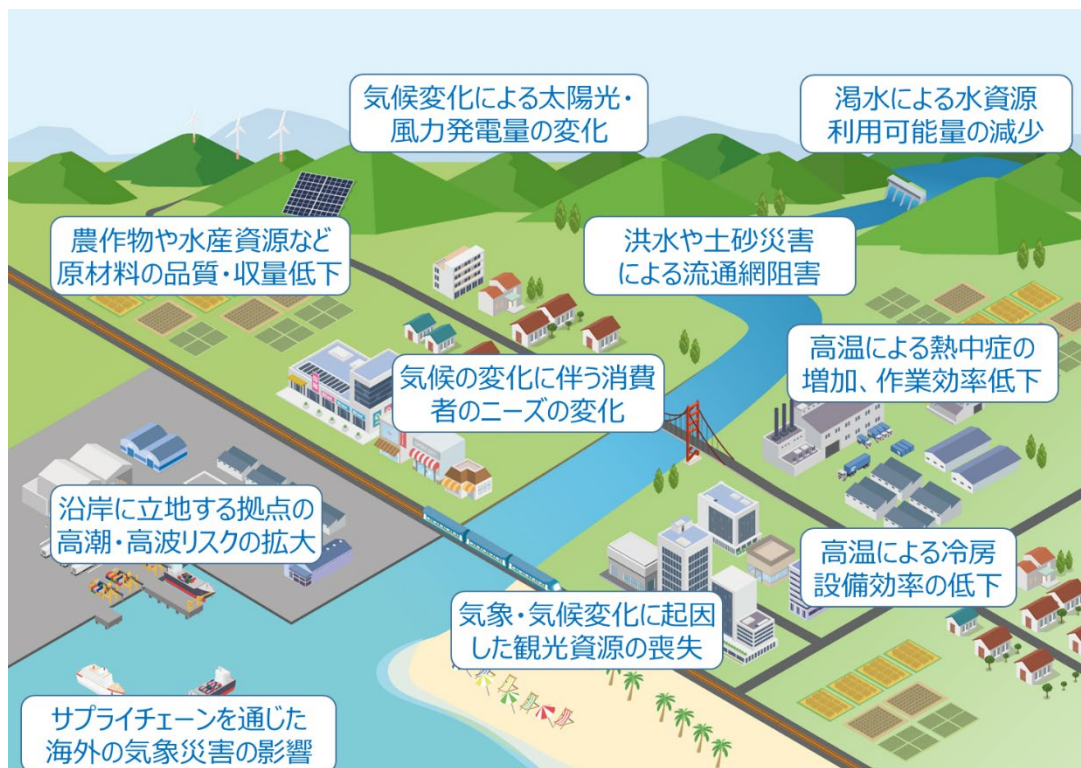 気候変化による太陽光・
風力発電量の変化
渇水による水資源
利用可能量の減少
農作物や水産資源など
原材料の品質・収量低下
洪水や土砂災害
による流通網阻害
気候の変化に伴う消費
者のニーズの変化
高温による熱中症の
増加、作業効率低下
沿岸に立地する拠点の
高潮・高波リスクの拡大
高温による冷房
設備効率の低下
気象・気候変化に起因
した観光資源の喪失
サプライチェーンを通じた
海外の気象災害の影響